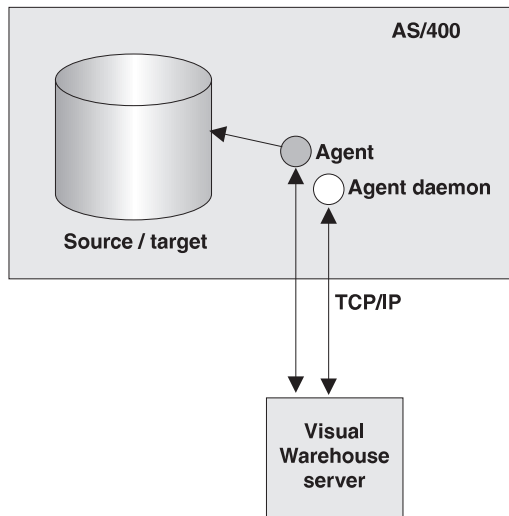 AS/400
Agent
Agent daemon
Source / target
TCP/IP
Visual
Warehouse
server